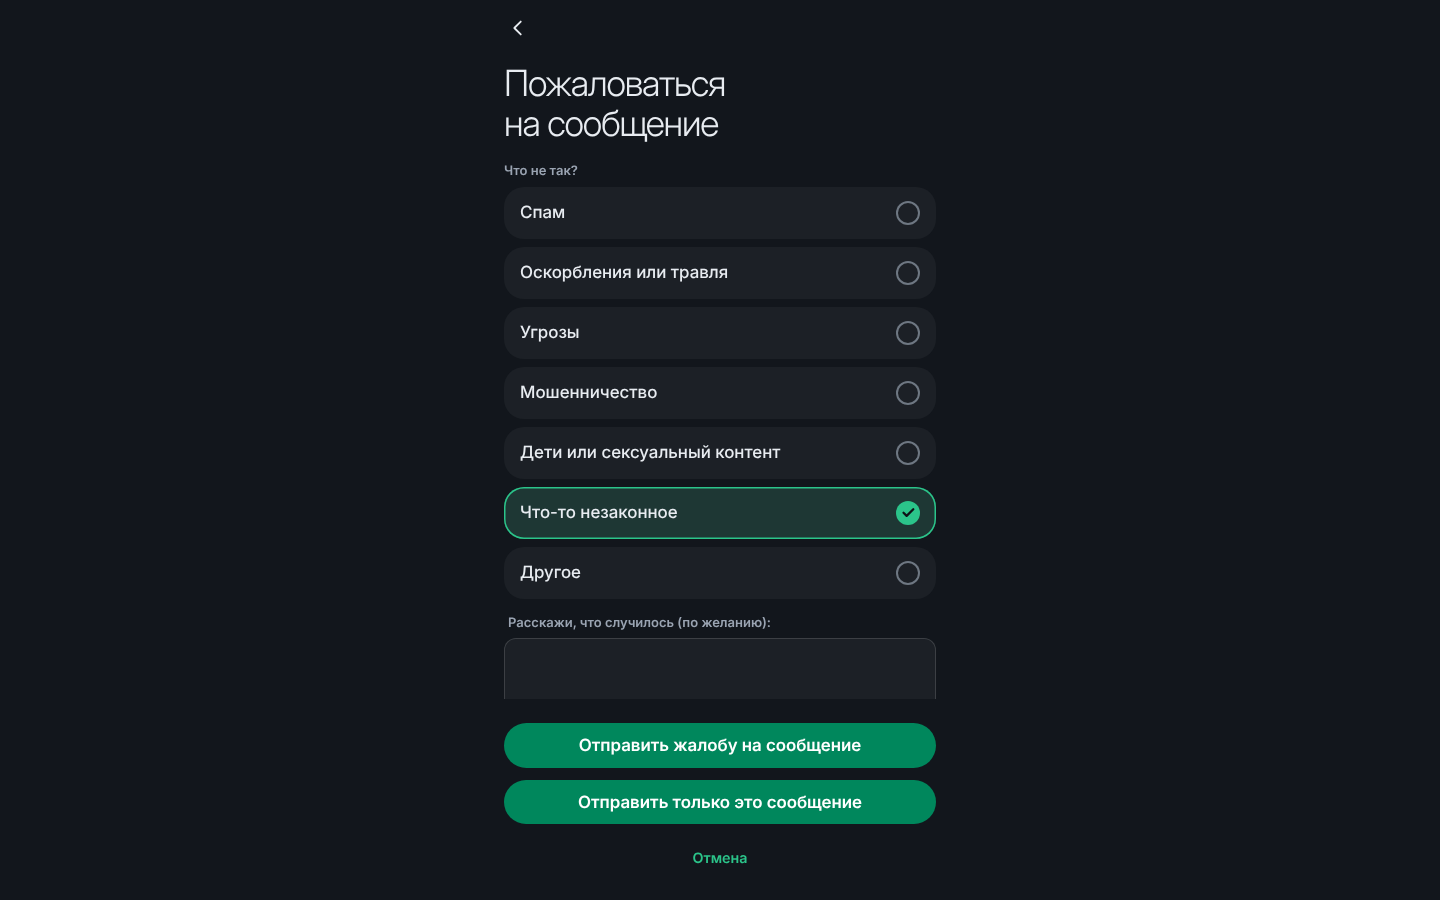 Пожаловаться
на сообщение
Что не так?
Спам
Оскорбления или травля
Угрозы
Мошенничество
Дети или сексуальный контент
Что-то незаконное
Другое
Расскажи, что случилось (по желанию):
Отправить жалобу на сообщение
Отправить только это сообщение
Отмена